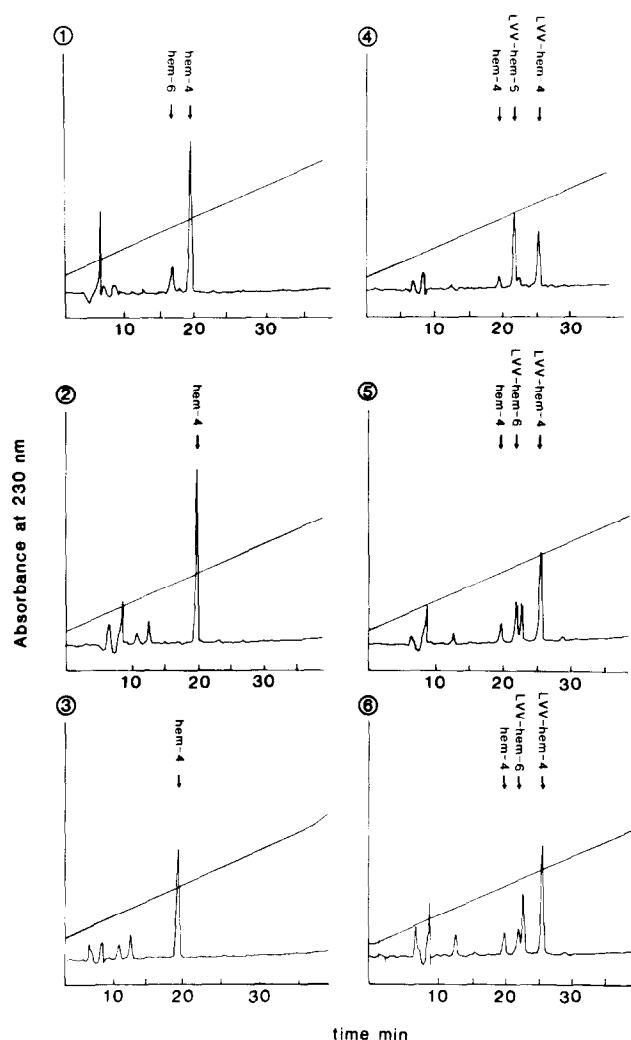 ①
hem-6
hem-4
10 20 30
②
hem-4
10 20 30
③
hem-4
10 20 30
④
hem-4
LVV-hem-5
LVV-hem-4
10 20 30
⑤
hem-4
LVV-hem-6
LVV-hem-4
10 20 30
⑥
hem-4
LVV-hem-6
LVV-hem-4
10 20 30
Absorbance at 230 nm
time min